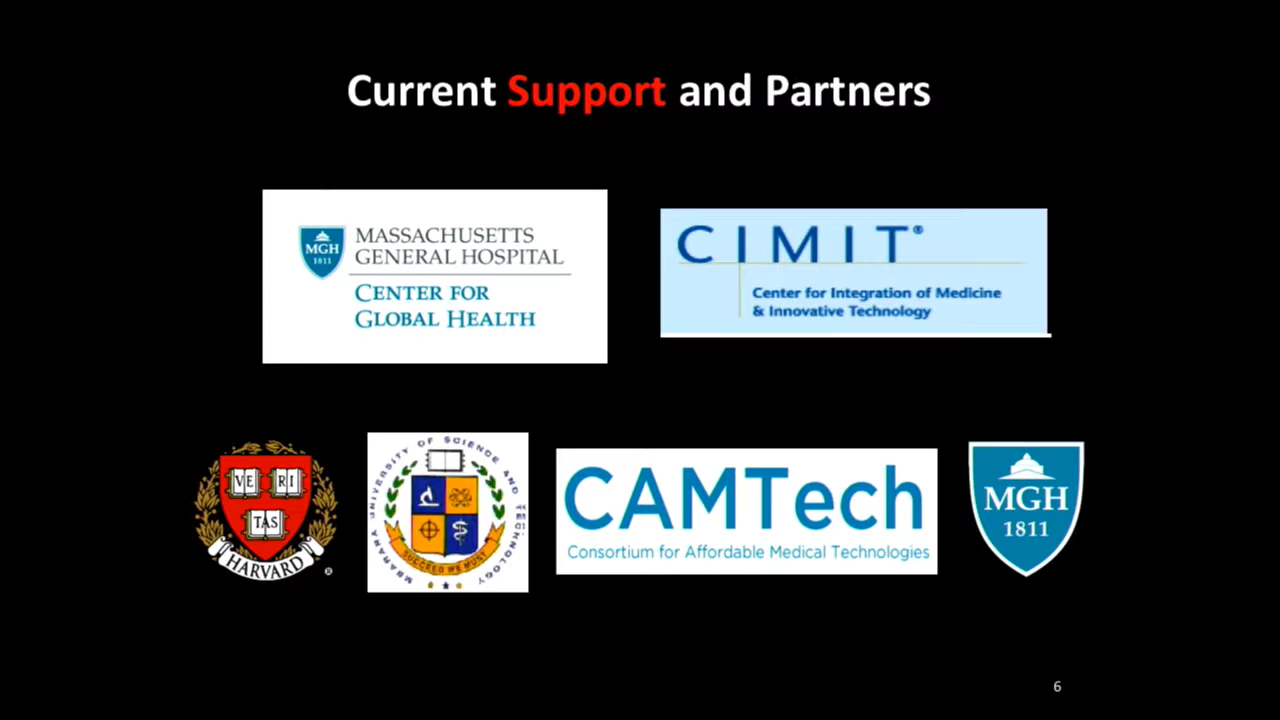 Current Support and Partners
MGH
1811
MASSACHUSETTS
GENERAL HOSPITAL
CENTER FOR
GLOBAL HEALTH
CIMIT®
Center for Integration of Medicine
& Innovative Technology
VE RI
TAS
HARVARD ®
MBARARA UNIVERSITY OF SCIENCE AND TECHNOLOGY
SUCCEED WE MUST
CAMTech
Consortium for Affordable Medical Technologies
MGH
1811
6